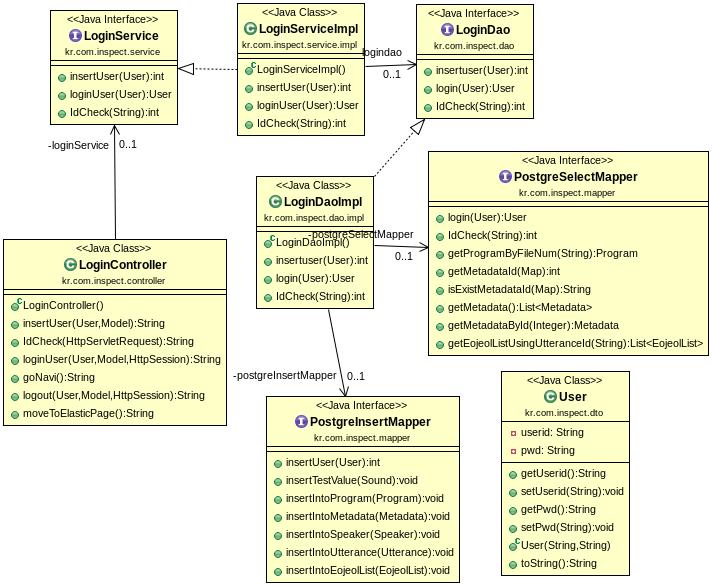 <<Java Interface>>
LoginService
kr.com.inspect.service
insertUser(User):int
loginUser(User):User
IdCheck(String):int
<<Java Class>>
LoginServiceImpl
kr.com.inspect.service.impl
LoginServiceImpl()
insertUser(User):int
loginUser(User):User
IdCheck(String):int
logindao
0..1
<<Java Interface>>
LoginDao
kr.com.inspect.dao
insertuser(User):int
login(User):User
IdCheck(String):int
-loginService
0..1
<<Java Class>>
LoginDaoImpl
kr.com.inspect.dao.impl
LoginDaoImpl()
insertuser(User):int
login(User):User
IdCheck(String):int
-postgreSelectMapper
0..1
<<Java Interface>>
PostgreSelectMapper
kr.com.inspect.mapper
login(User):User
IdCheck(String):int
getProgramByFileNum(String):Program
getMetadataId(Map):int
isExistMetadataId(Map):String
getMetadata():List<Metadata>
getMetadataById(Integer):Metadata
getEojeolListUsingUtteranceId(String):List<EojeolList>
<<Java Class>>
LoginController
kr.com.inspect.controller
LoginController()
insertUser(User,Model):String
IdCheck(HttpServletRequest):String
loginUser(User,Model,HttpSession):String
goNavi():String
logout(User,Model,HttpSession):String
moveToElasticPage():String
-postgreInsertMapper
0..1
<<Java Interface>>
PostgreInsertMapper
kr.com.inspect.mapper
insertUser(User):int
insertTestValue(Sound):void
insertIntoProgram(Program):void
insertIntoMetadata(Metadata):void
insertIntoSpeaker(Speaker):void
insertIntoUtterance(Utterance):void
insertIntoEojeolList(EojeolList):void
<<Java Class>>
User
kr.com.inspect.dto
userid: String
pwd: String
getUserid():String
setUserid(String):void
getPwd():String
setPwd(String):void
User(String,String)
toString():String